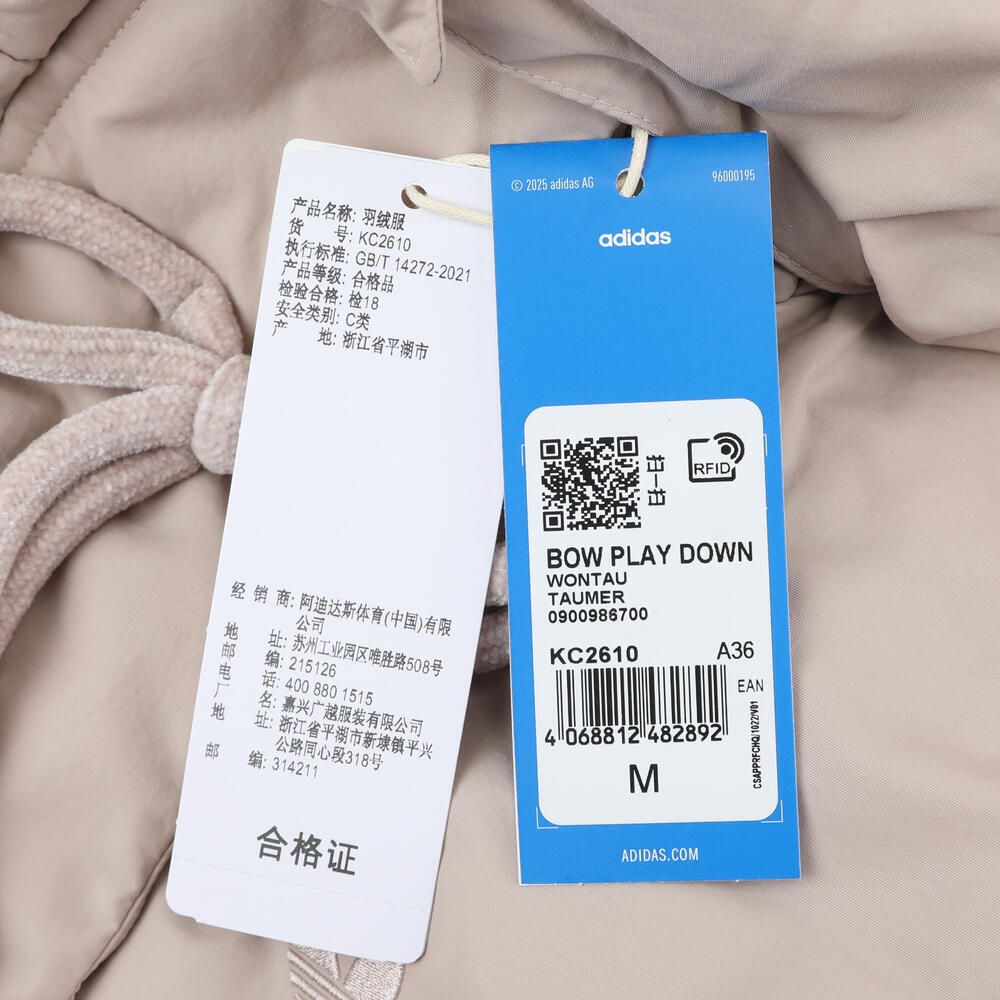 产品名称: 羽绒服
货 号: KC2610
执行标准: GB/T 14272-2021
产品等级: 合格品
检验合格: 检18
安全类别: C类
产 地: 浙江省平湖市
经 销 商: 阿迪达斯体育(中国)有限
公司
地 址: 苏州工业园区唯胜路508号
邮 编: 215126
电 话: 400 880 1515
厂 名: 嘉兴广越服装有限公司
地 址: 浙江省平湖市新埭镇平兴
公路同心段318号
邮 编: 314211
合格证
© 2025 adidas AG
96000195
adidas
RFID
BOW PLAY DOWN
WONTAU
TAUMER
0900986700
KC2610 A36
EAN
4 068812 482892
CSAPPRFCHQ/1022/V01
M
ADIDAS.COM